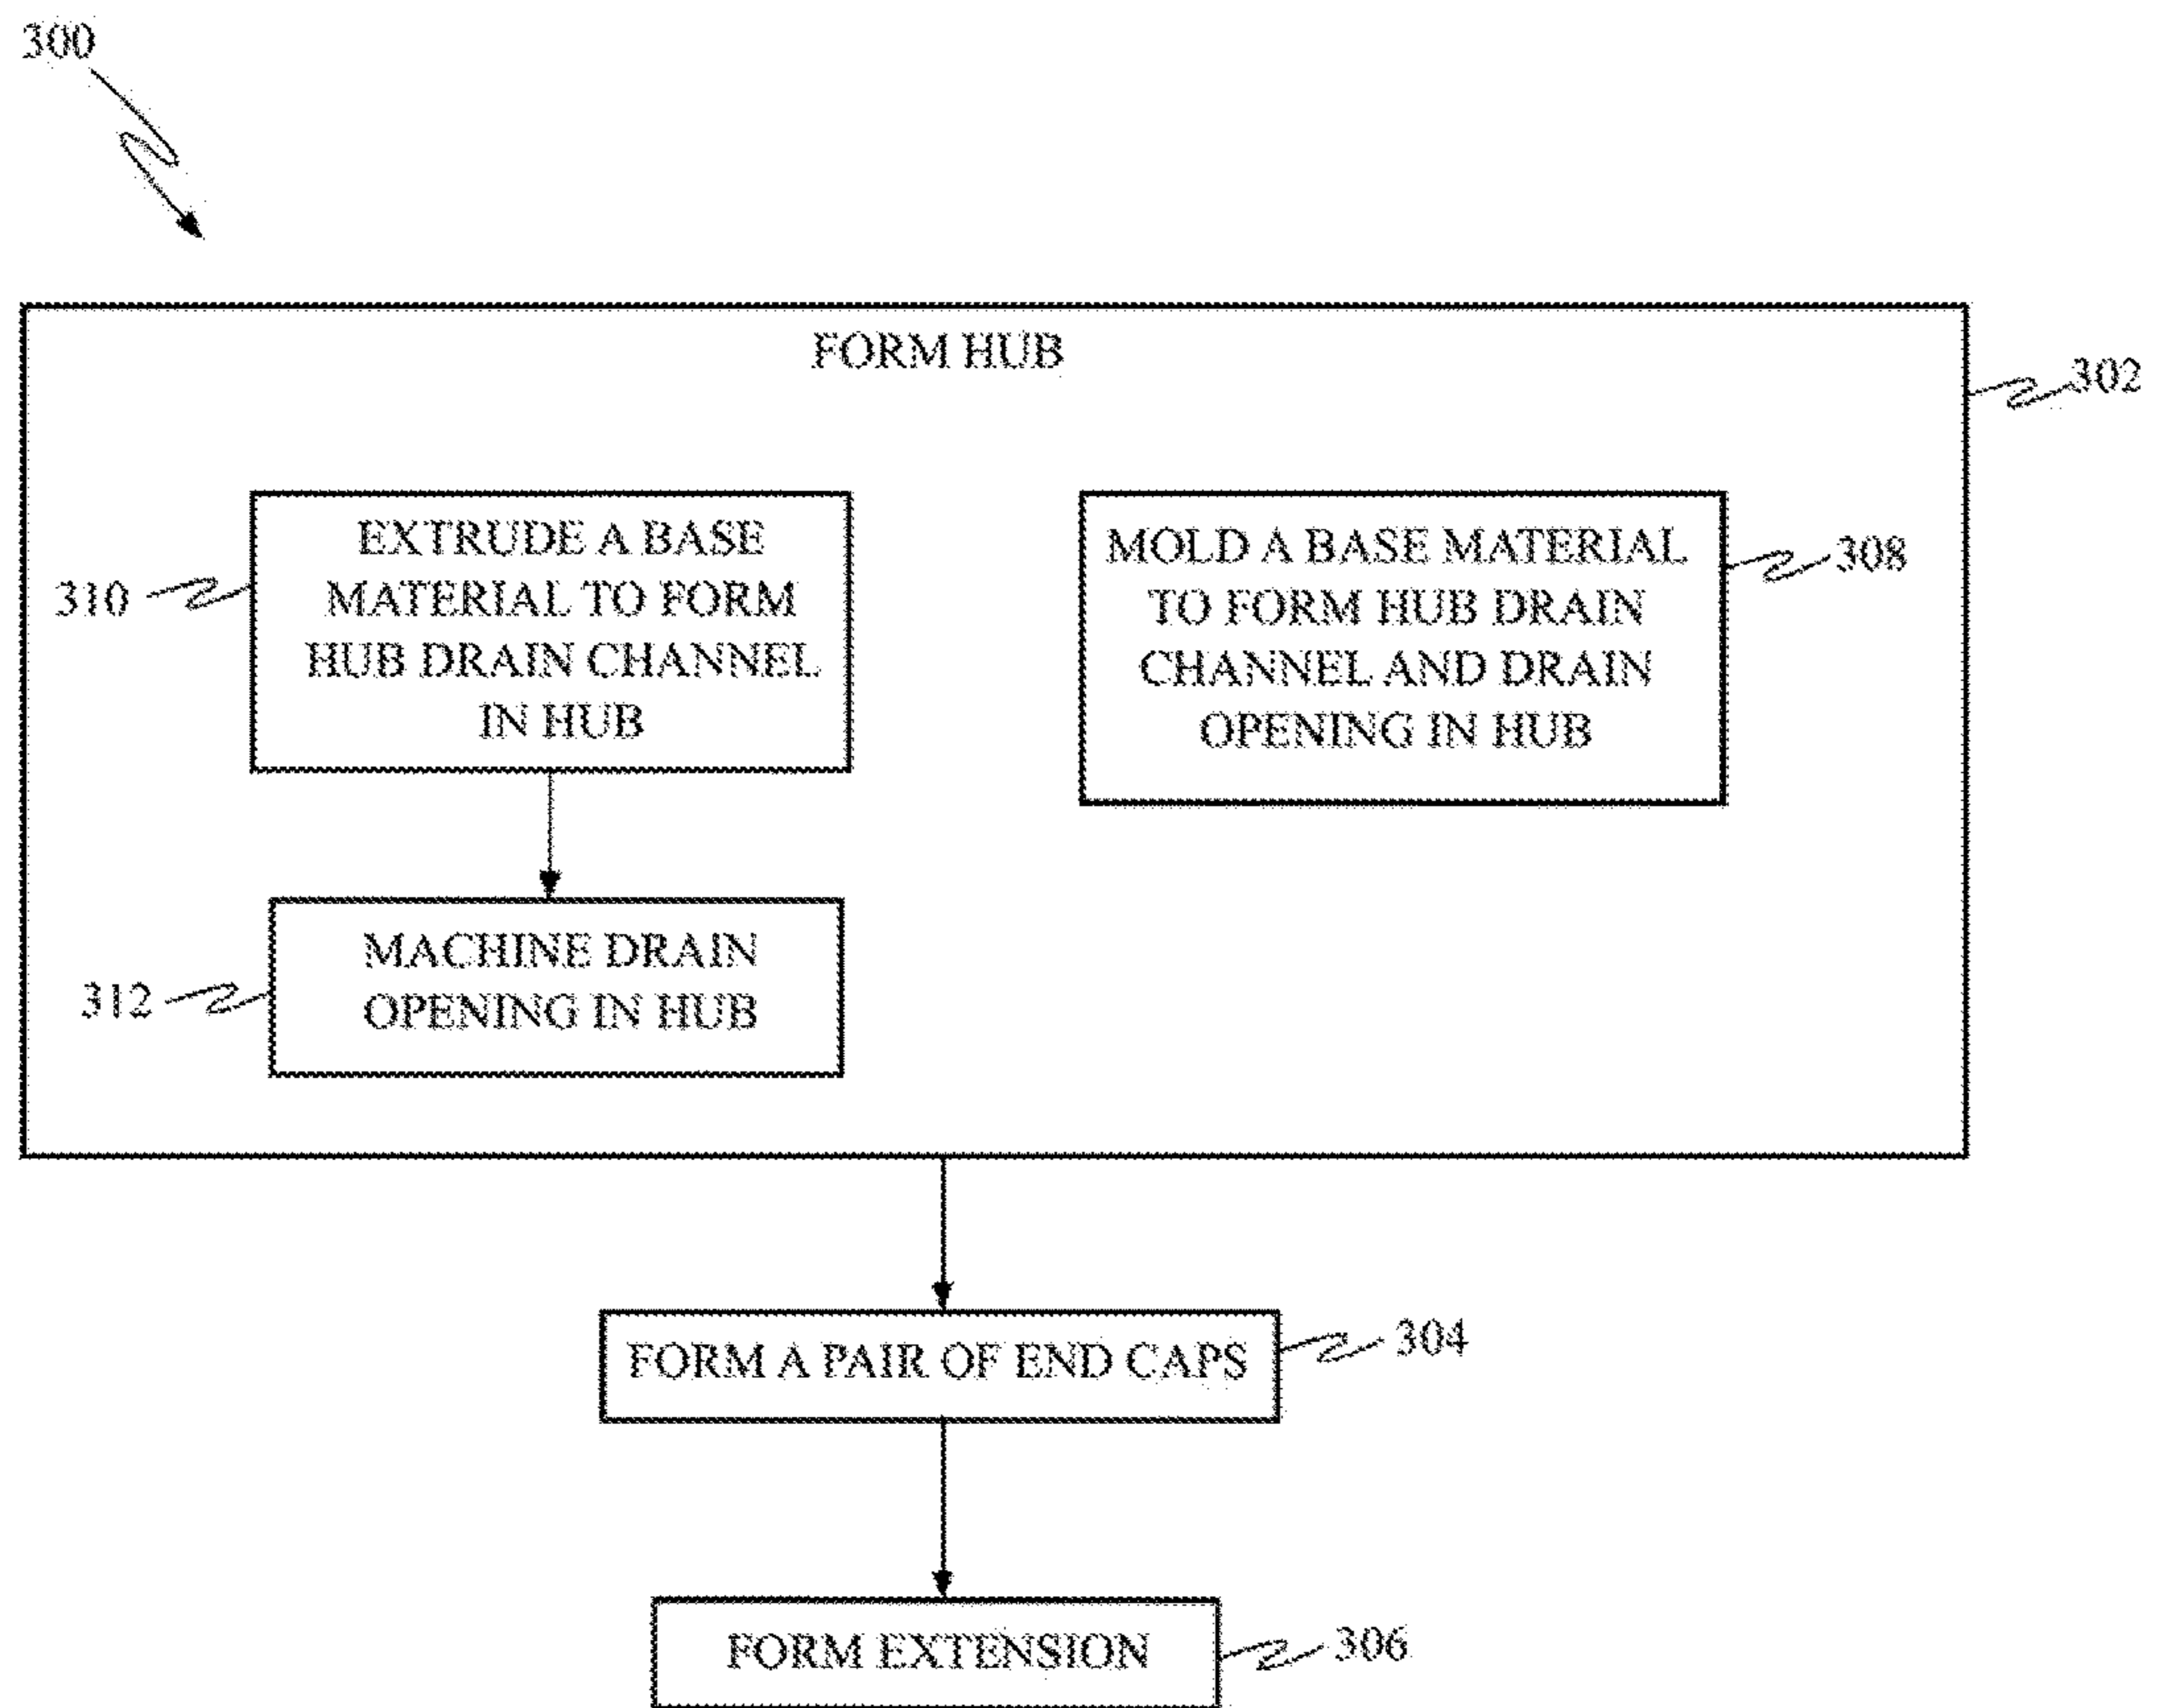 300
FORM HUB
302
EXTRUDE A BASE
MATERIAL TO FORM
HUB DRAIN CHANNEL
IN HUB
310
MOLD A BASE MATERIAL
TO FORM HUB DRAIN
CHANNEL AND DRAIN
OPENING IN HUB
308
MACHINE DRAIN
OPENING IN HUB
312
FORM A PAIR OF END CAPS
304
FORM EXTENSION
306